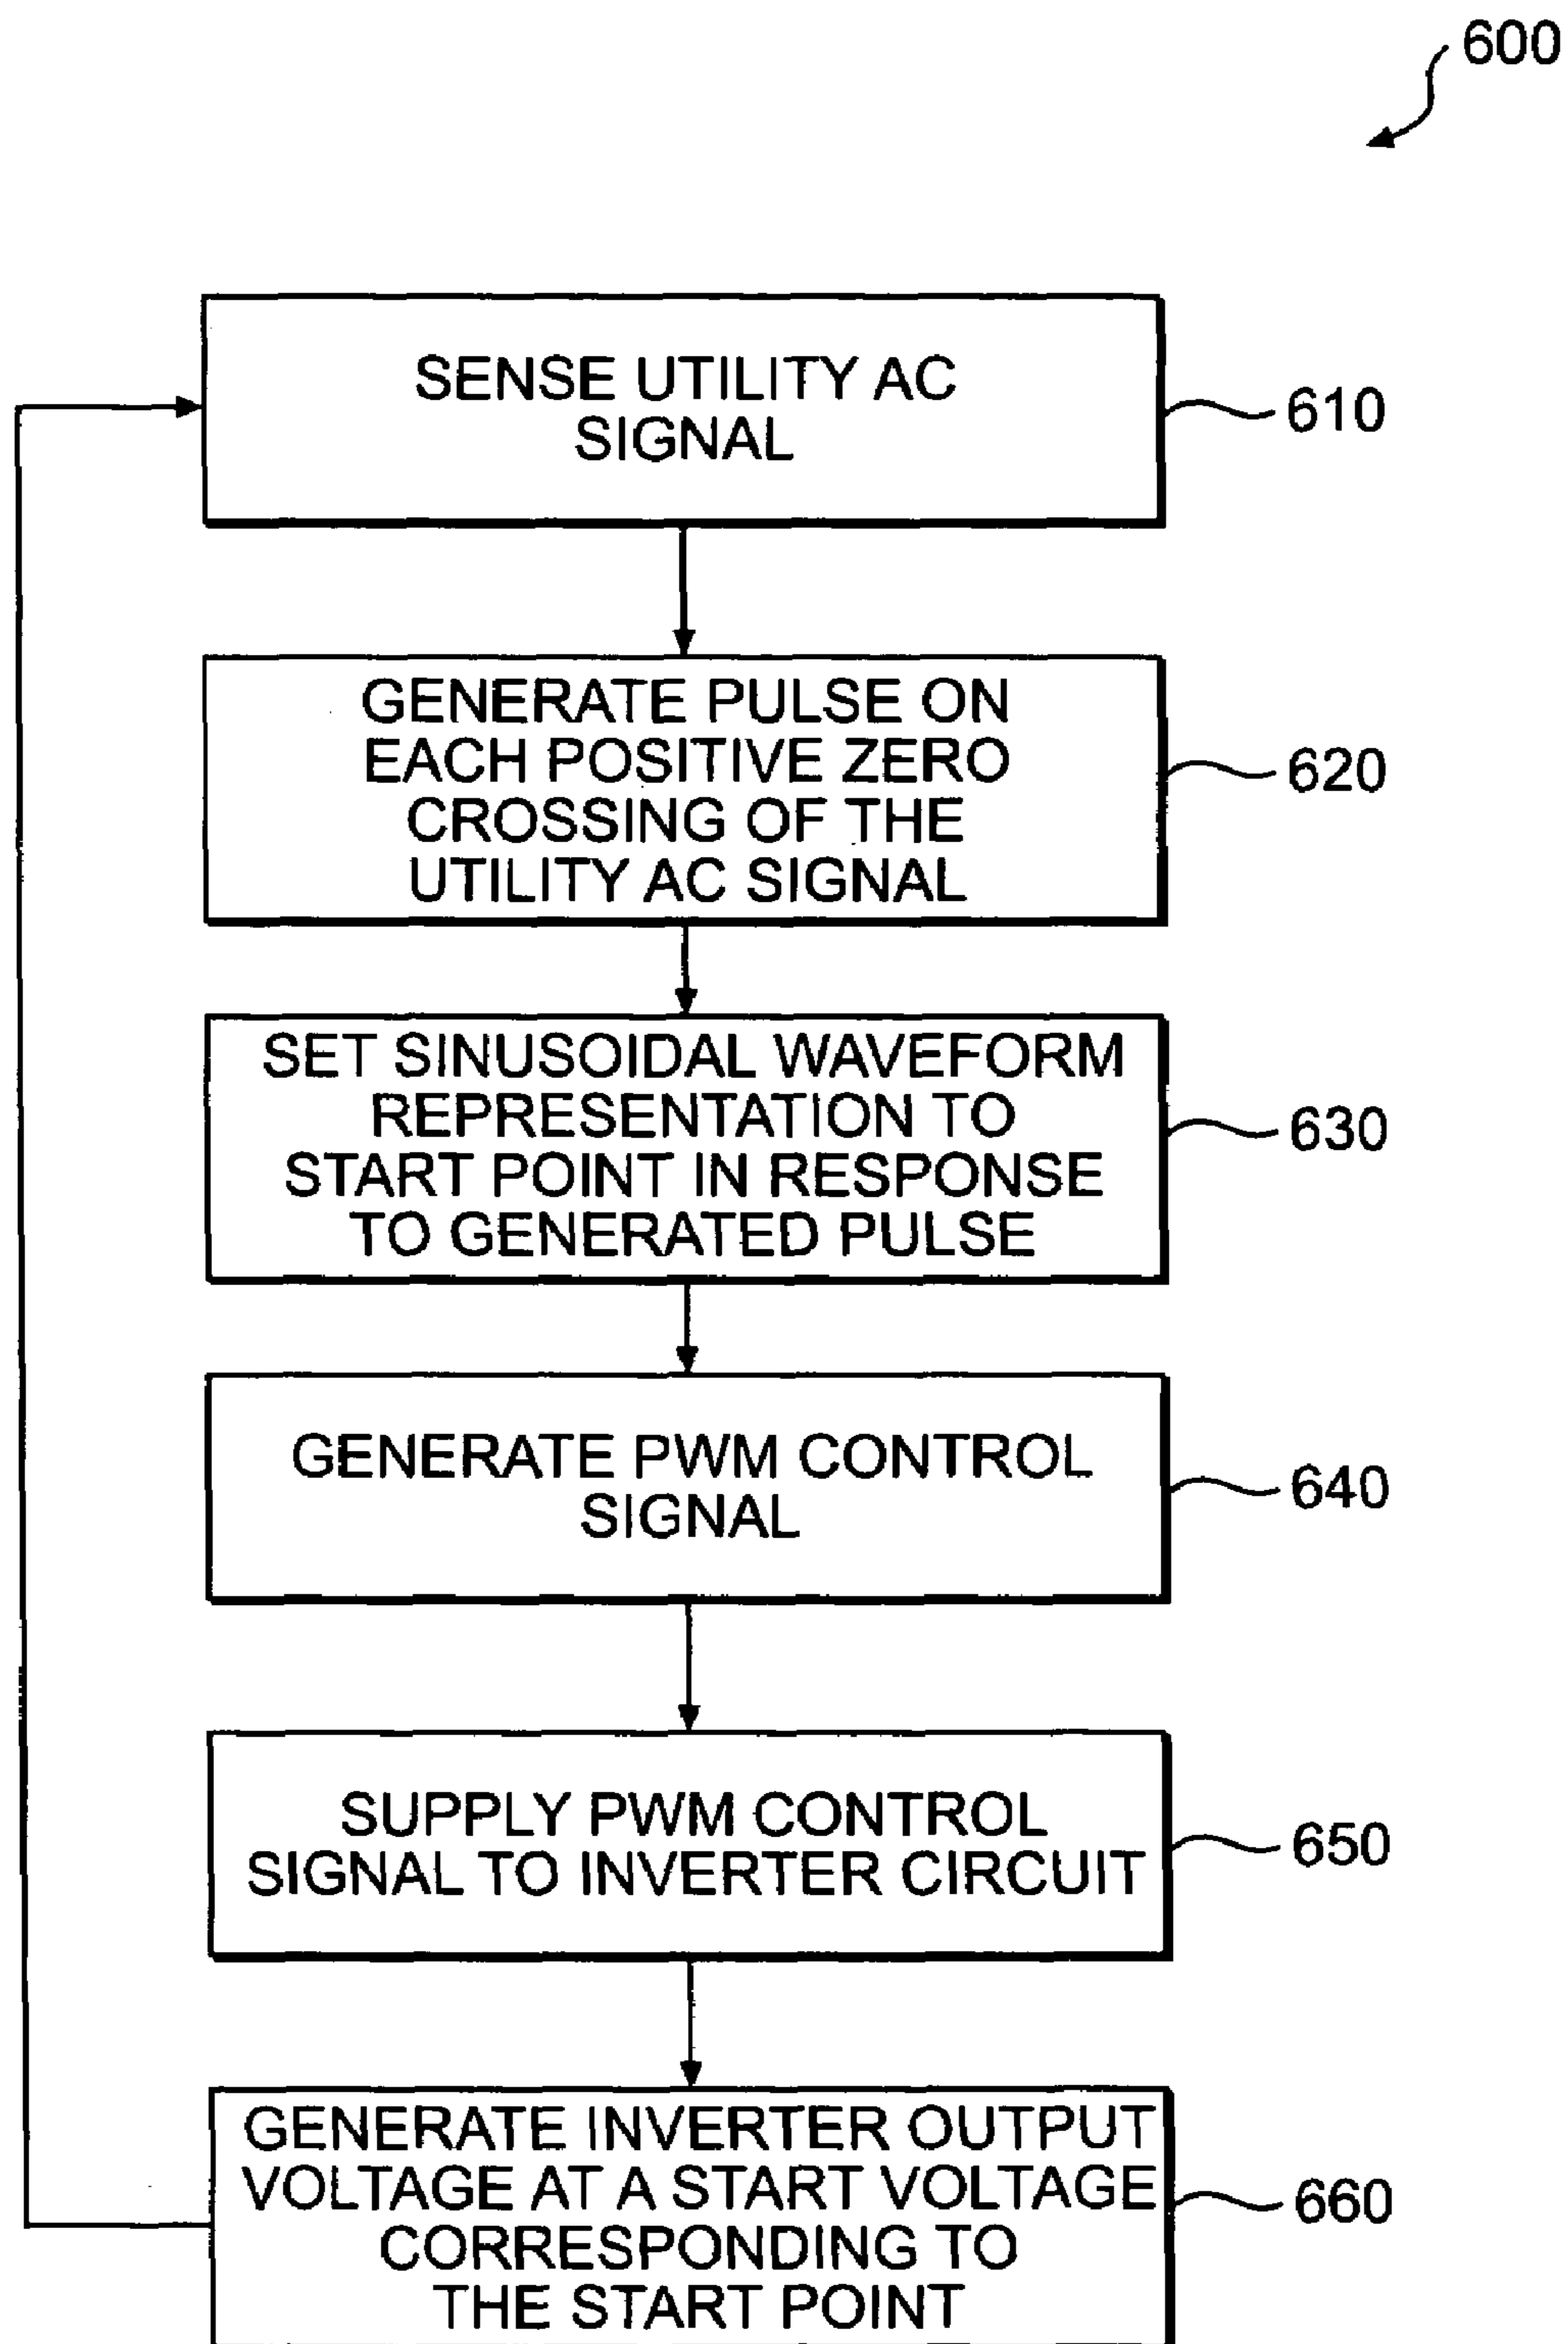 600
SENSE UTILITY AC
SIGNAL
610
GENERATE PULSE ON
EACH POSITIVE ZERO
CROSSING OF THE
UTILITY AC SIGNAL
620
SET SINUSOIDAL WAVEFORM
REPRESENTATION TO
START POINT IN RESPONSE
TO GENERATED PULSE
630
GENERATE PWM CONTROL
SIGNAL
640
SUPPLY PWM CONTROL
SIGNAL TO INVERTER CIRCUIT
650
GENERATE INVERTER OUTPUT
VOLTAGE AT A START VOLTAGE
CORRESPONDING TO
THE START POINT
660